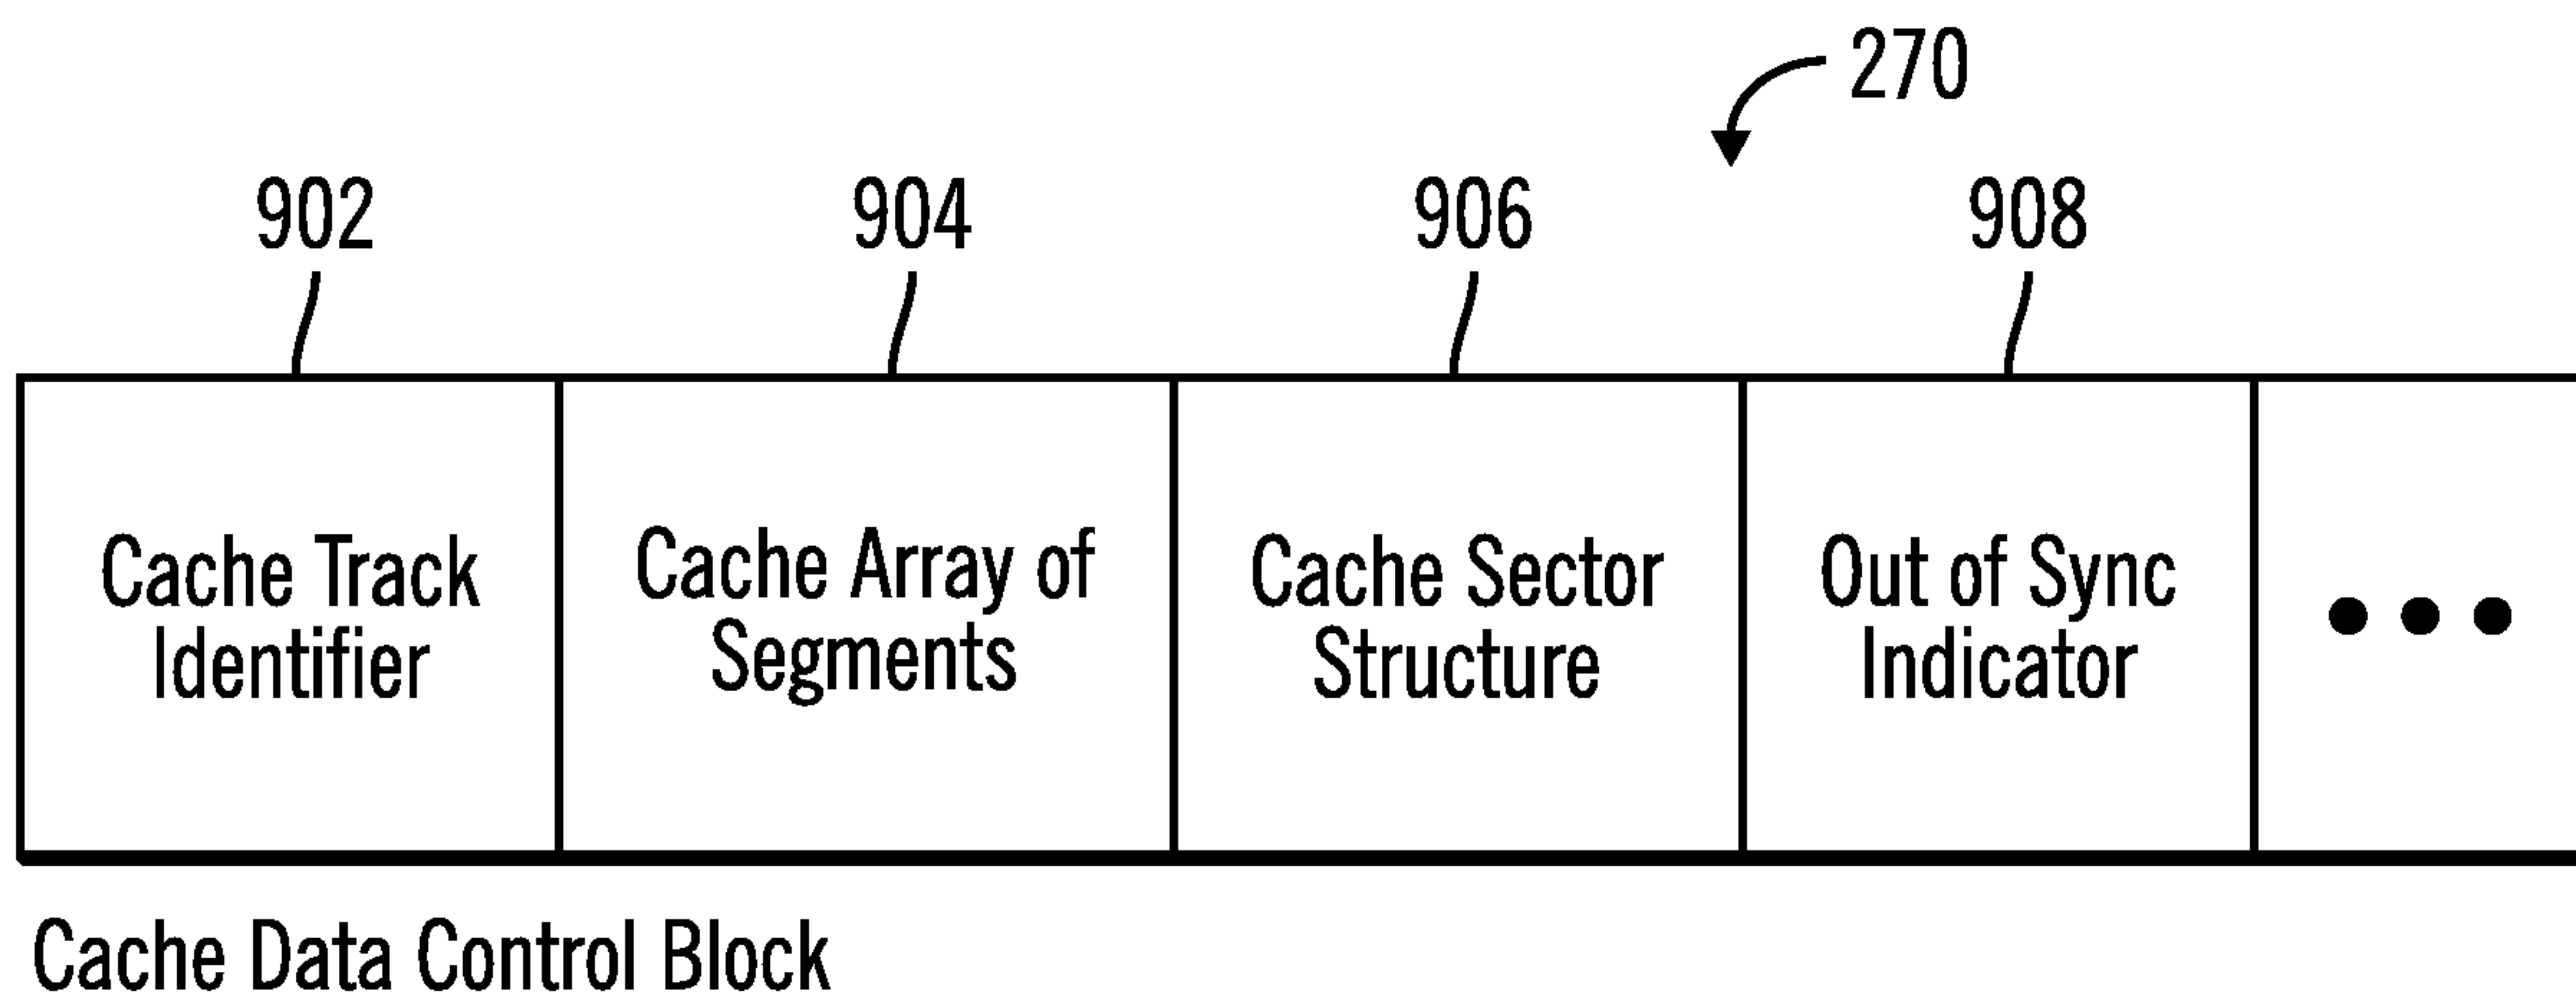 270
902
904
906
908
Cache Track
Identifier
Cache Array of
Segments
Cache Sector
Structure
Out of Sync
Indicator
Cache Data Control Block